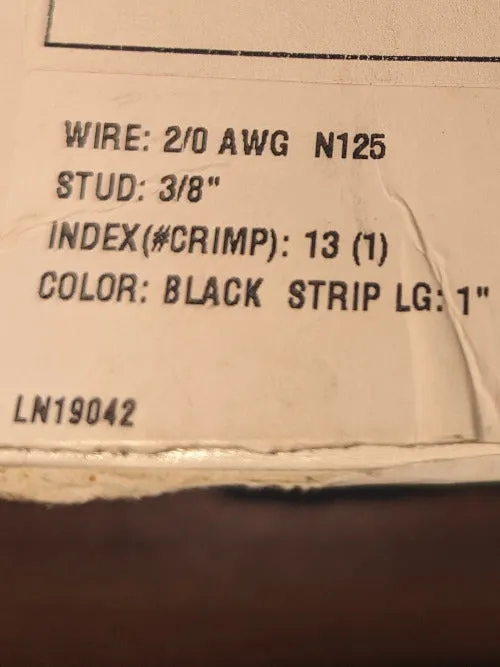 WIRE: 2/0 AWG N125
STUD: 3/8"
INDEX(#CRIMP): 13 (1)
COLOR: BLACK STRIP LG: 1"
LN19042